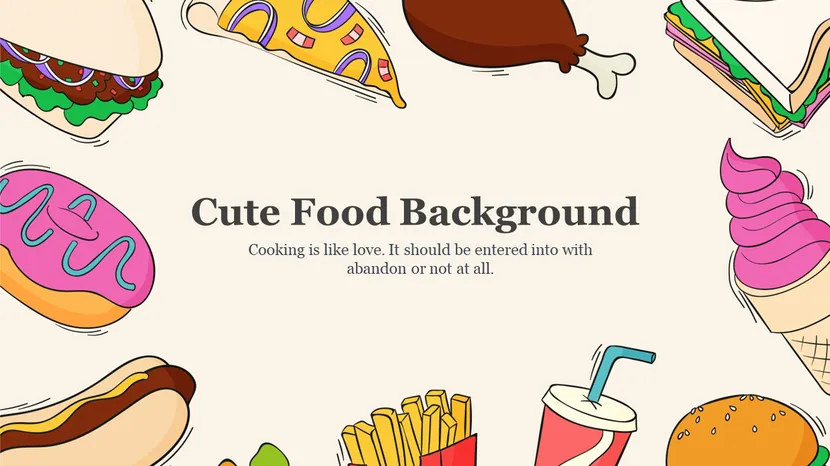 Cute Food Background
Cooking is like love. It should be entered into with
abandon or not at all.